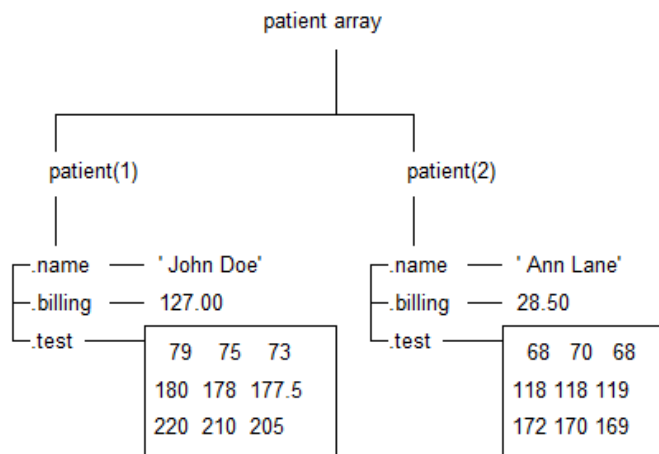 patient array
patient(1)
patient(2)
.name ' John Doe'
.billing 127.00
.test
79 75 73
180 178 177.5
220 210 205
.name ' Ann Lane'
.billing 28.50
.test
68 70 68
118 118 119
172 170 169